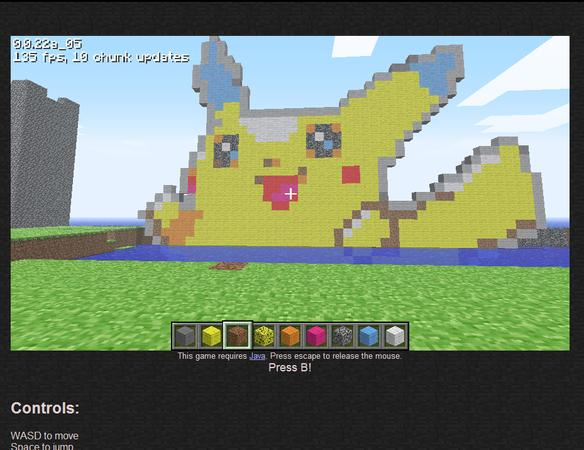 0.0.22a_05
135 fps, 10 chunk updates
This game requires Java. Press escape to release the mouse.
Press B!
Controls:
WASD to move
Space to jump